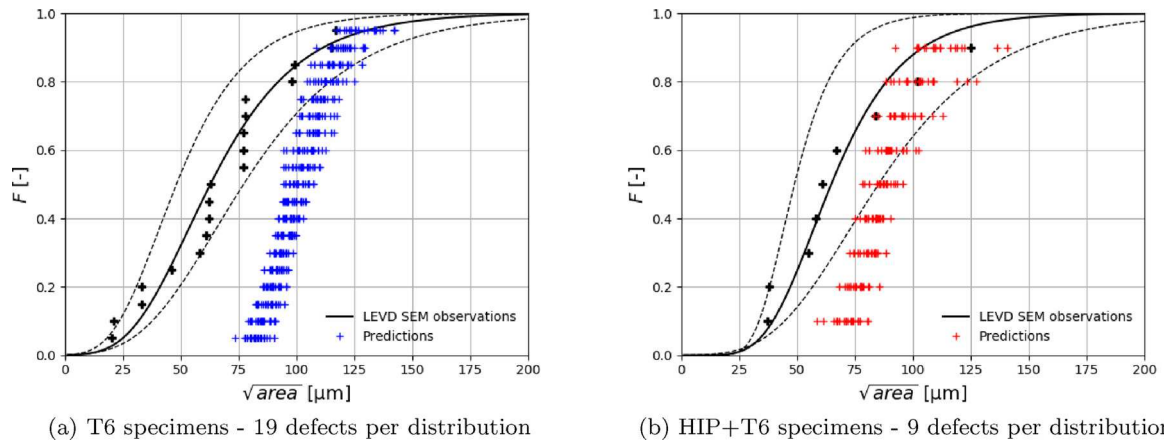 1.0
0.8
0.6
0.4
0.2
0.0
F [-]
0 25 50 75 100 125 150 175 200
√area [µm]
LEVD SEM observations
Predictions
(a) T6 specimens - 19 defects per distribution
1.0
0.8
0.6
0.4
0.2
0.0
F [-]
0 25 50 75 100 125 150 175 200
√area [µm]
LEVD SEM observations
Predictions
(b) HIP+T6 specimens - 9 defects per distribution